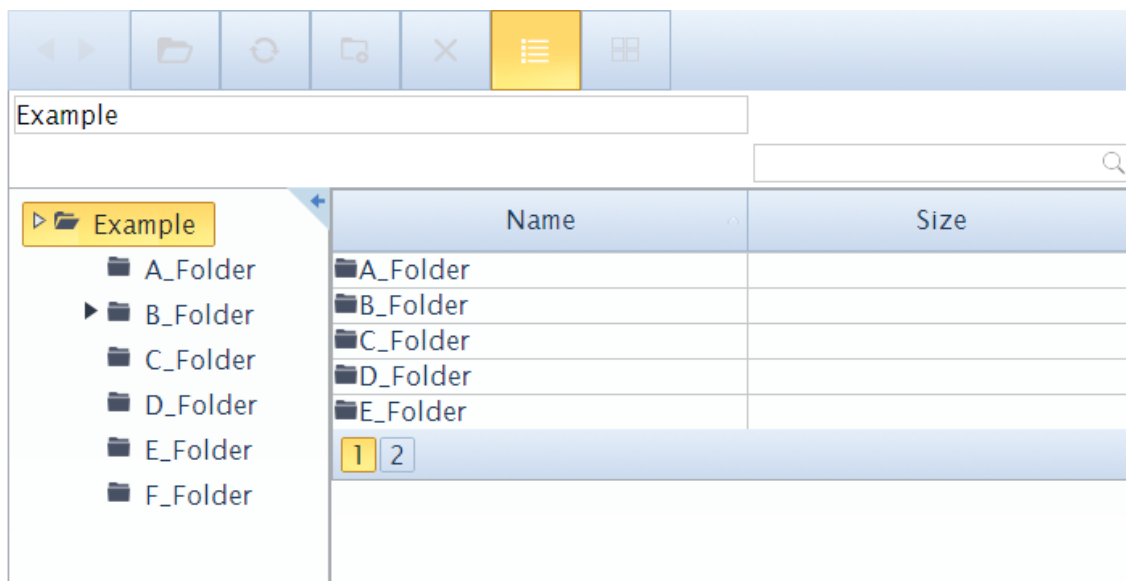 Example
Example
A_Folder
B_Folder
C_Folder
D_Folder
E_Folder
F_Folder
Name Size
A_Folder
B_Folder
C_Folder
D_Folder
E_Folder
1 2